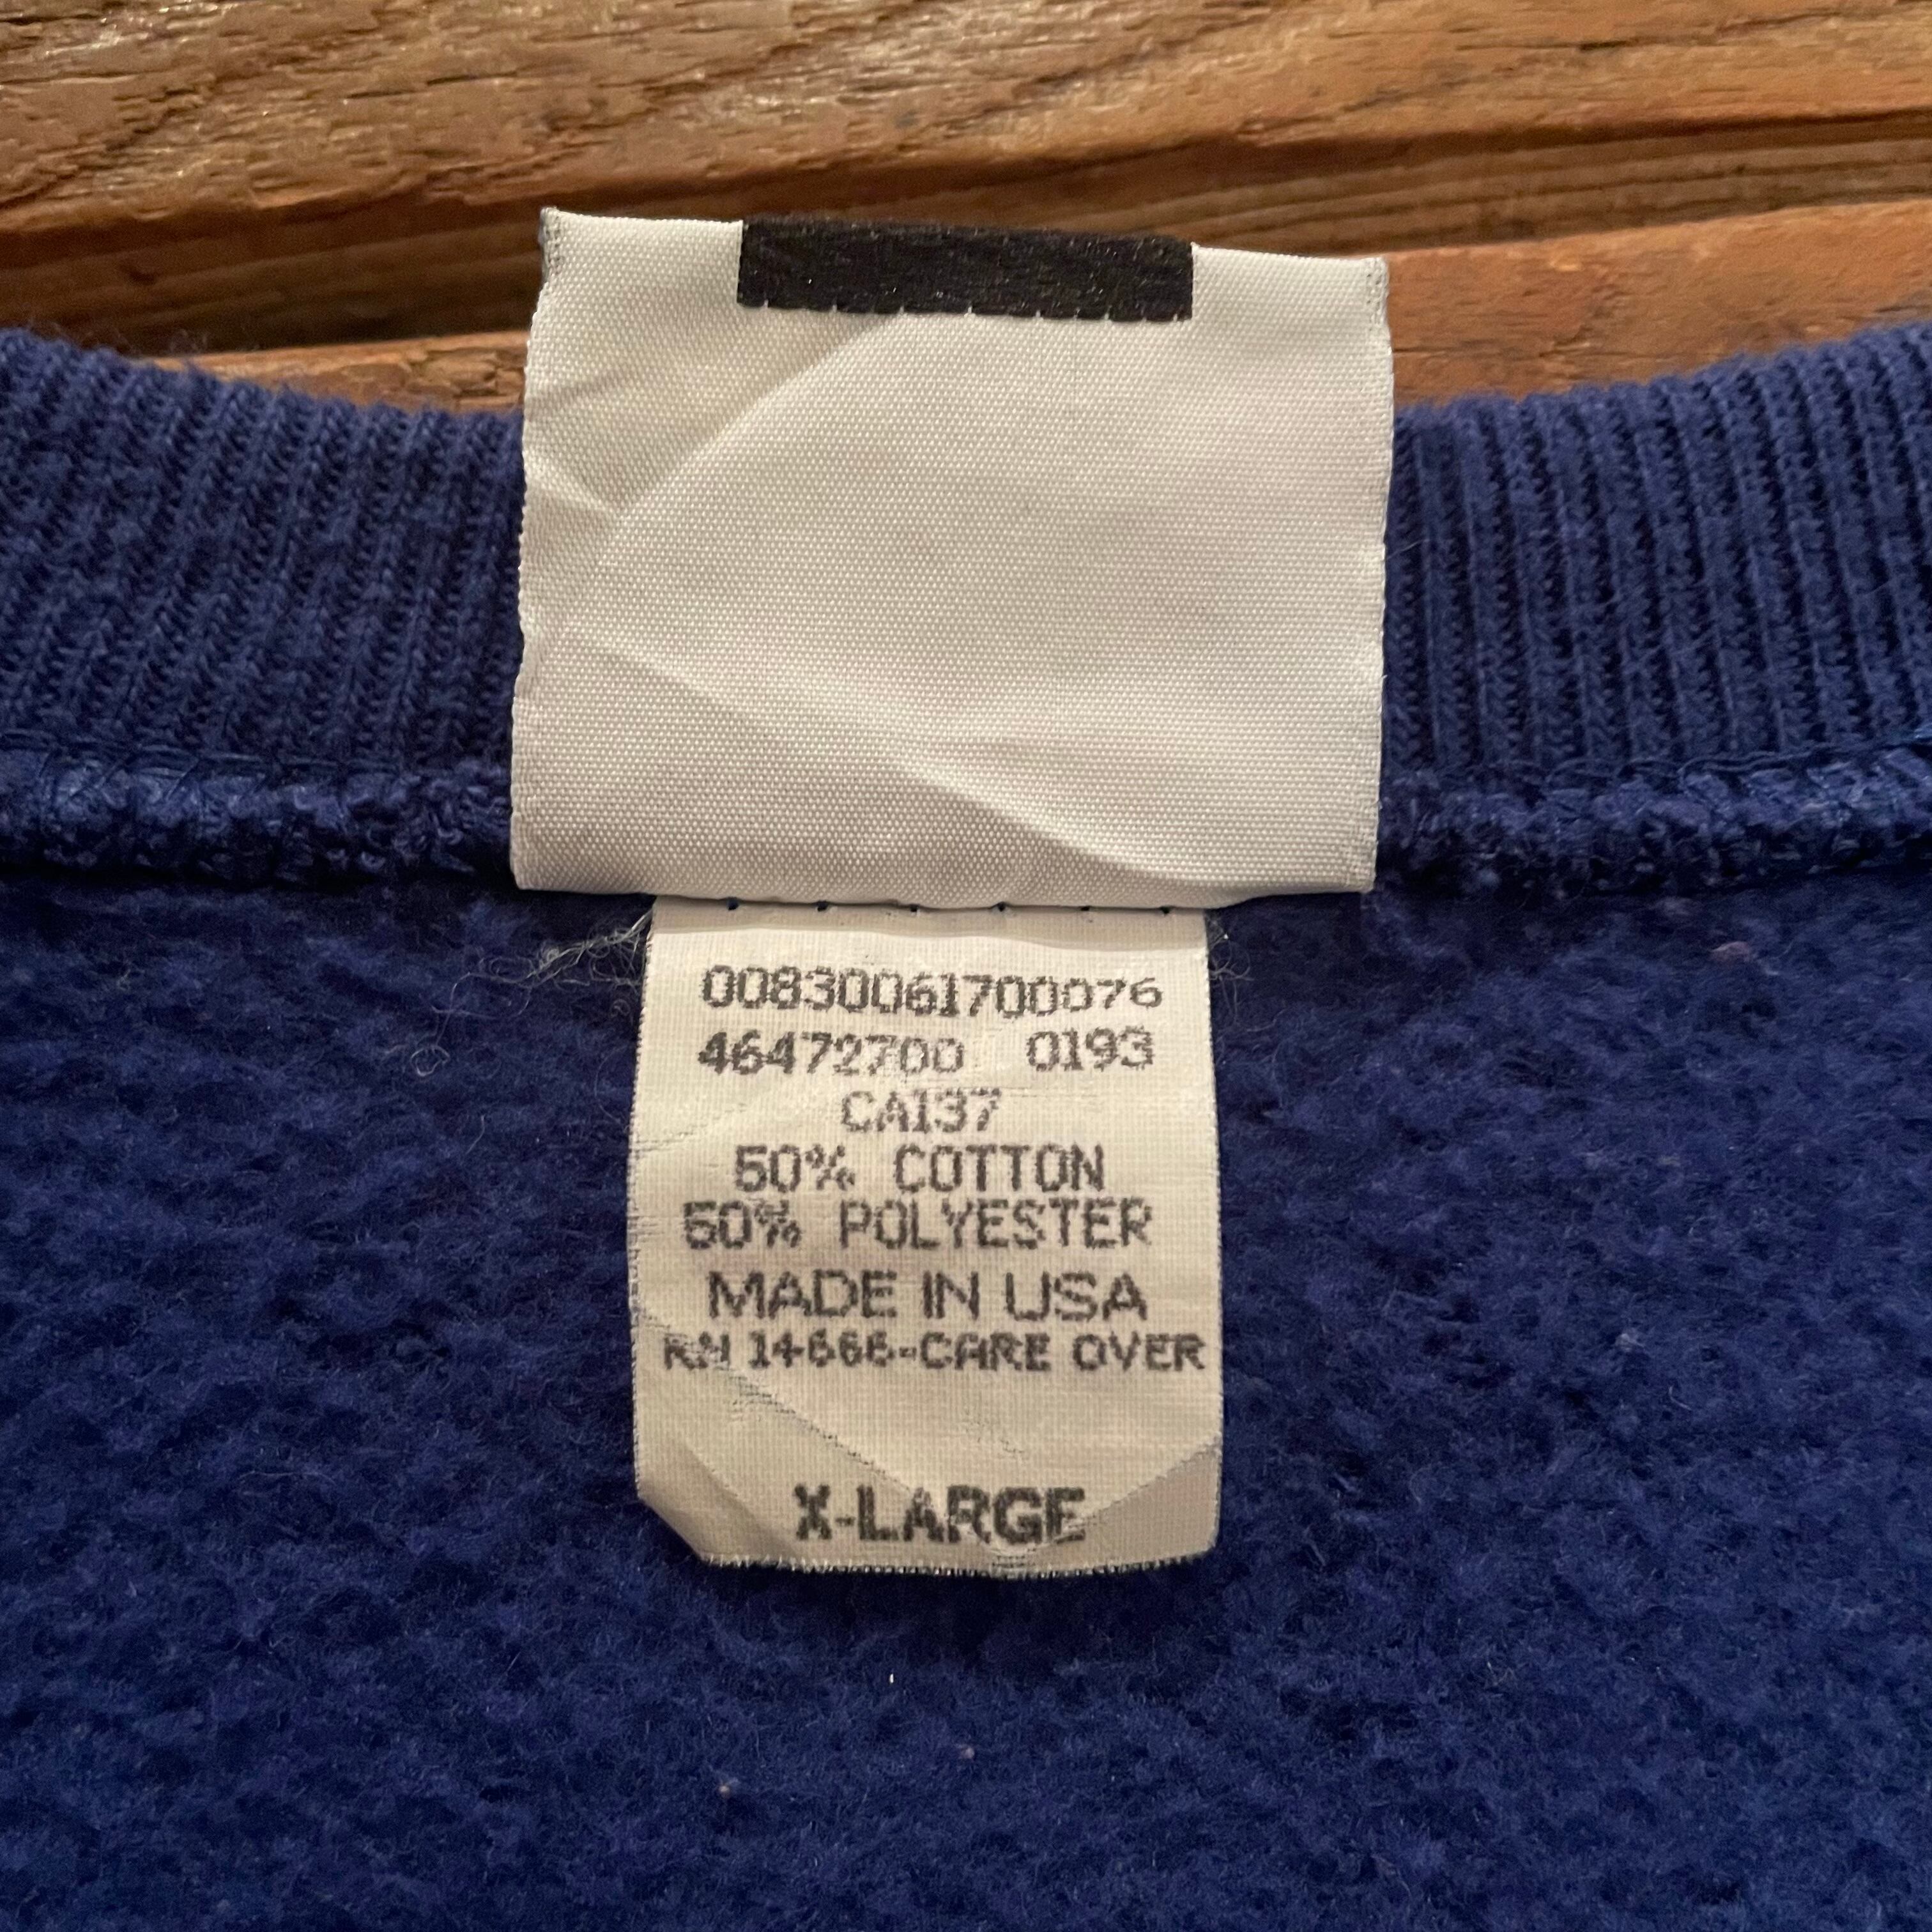 00830061700076
46472700 0193
CA137
50% COTTON
50% POLYESTER
MADE IN USA
RN 14666-CARE OVER
X-LARGE